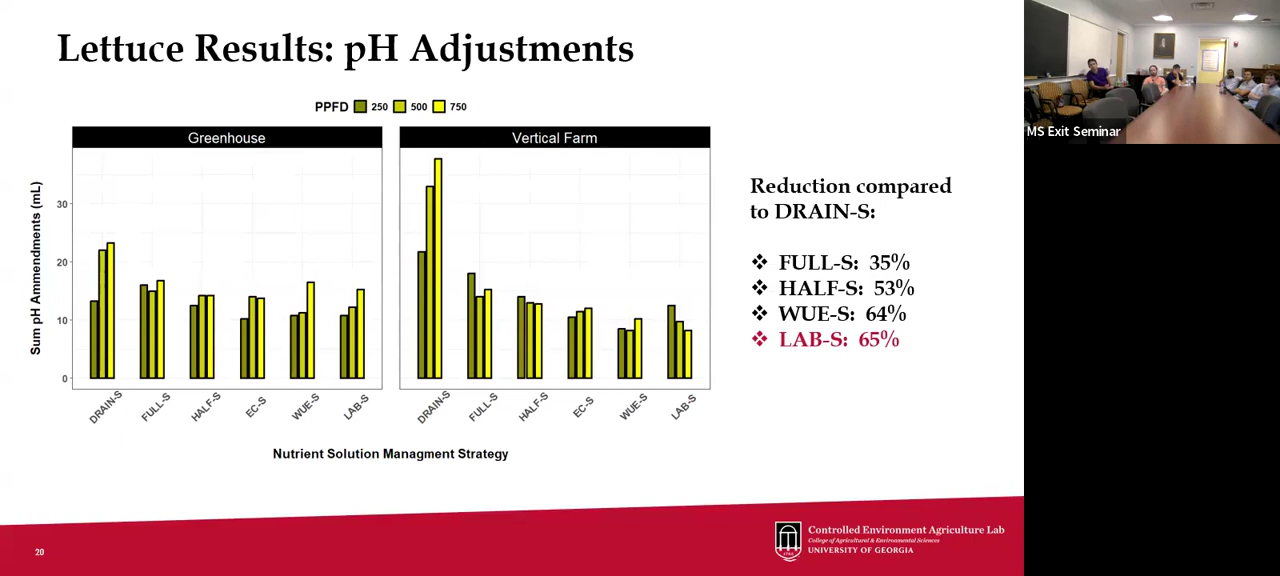 Lettuce Results: pH Adjustments
PPFD 250 500 750
Greenhouse
Vertical Farm
Sum pH Ammendments (mL)
30
20
10
0
DRAIN-S
FULL-S
HALF-S
EC-S
WUE-S
LAB-S
DRAIN-S
FULL-S
HALF-S
EC-S
WUE-S
LAB-S
Nutrient Solution Managment Strategy
Reduction compared
to DRAIN-S:
❖ FULL-S: 35%
❖ HALF-S: 53%
❖ WUE-S: 64%
❖ LAB-S: 65%
20
Controlled Environment Agriculture Lab
College of Agricultural & Environmental Sciences
UNIVERSITY OF GEORGIA
MS Exit Seminar